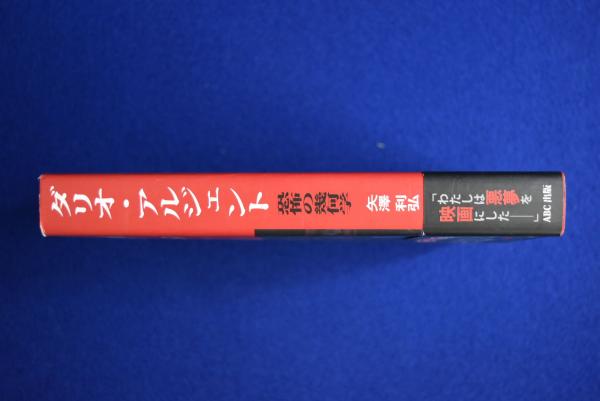 ダリオ・アルジェント
恐怖の幾何学
矢澤利弘
「わたしは悪夢を
映画にした——」
ABC出版